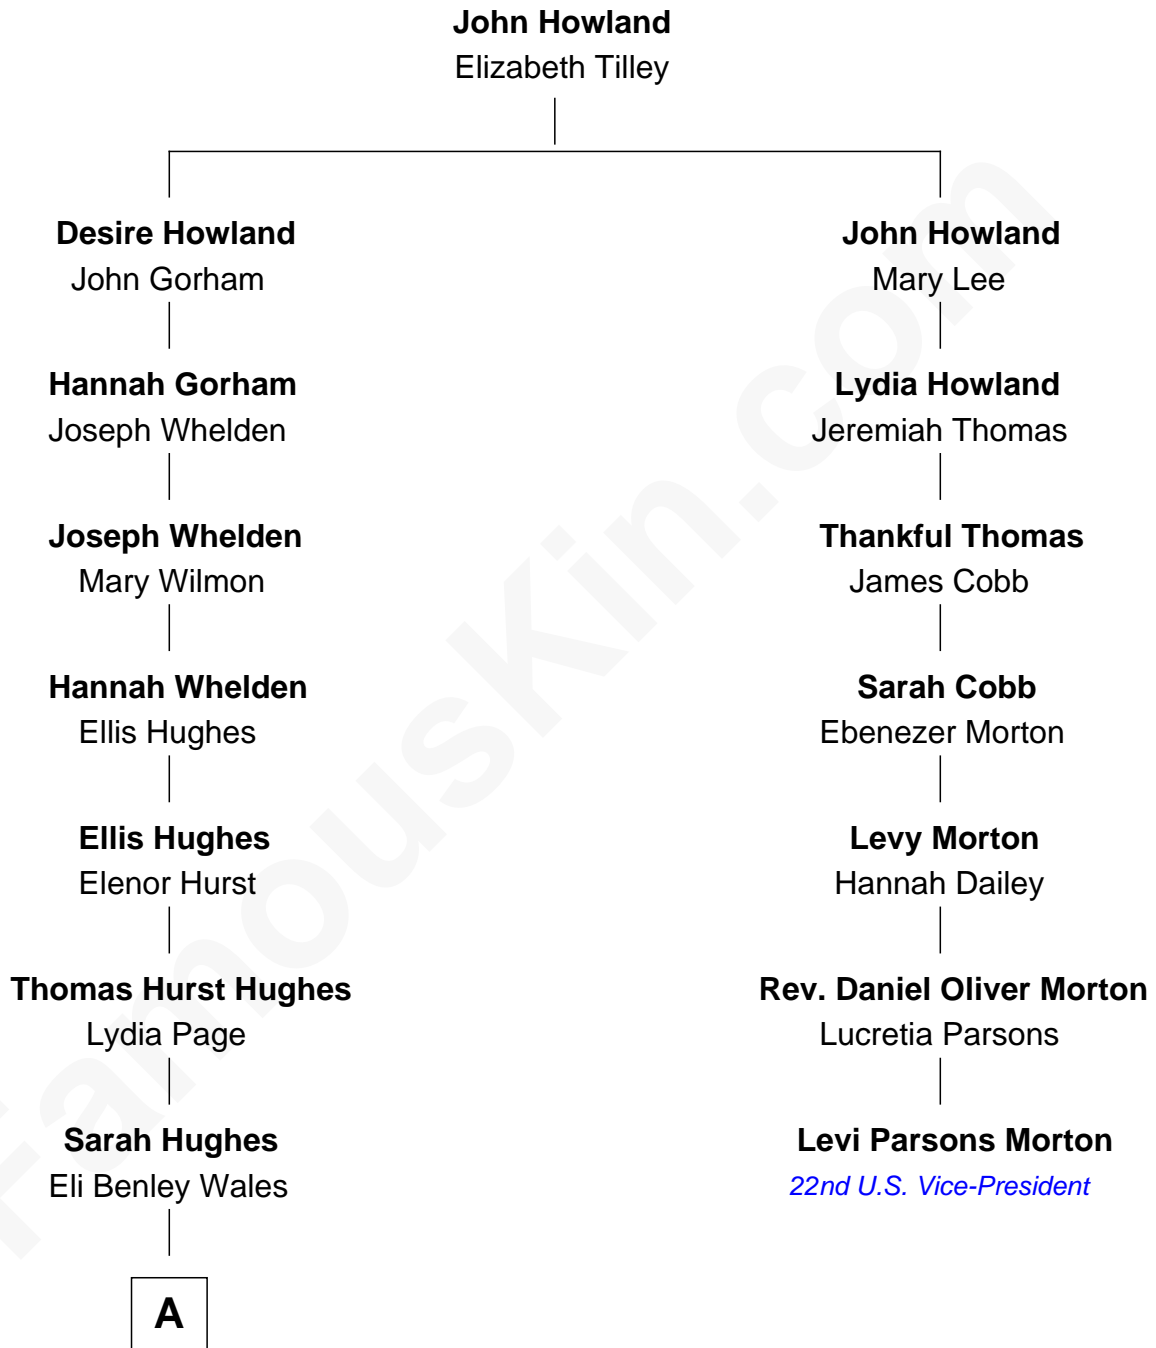 John Howland
Elizabeth Tilley
Desire Howland
John Gorham
Hannah Gorham
Joseph Whelden
Joseph Whelden
Mary Wilmon
Hannah Whelden
Ellis Hughes
Ellis Hughes
Elenor Hurst
Thomas Hurst Hughes
Lydia Page
Sarah Hughes
Eli Benley Wales
A
John Howland
Mary Lee
Lydia Howland
Jeremiah Thomas
Thankful Thomas
James Cobb
Sarah Cobb
Ebenezer Morton
Levy Morton
Hannah Dailey
Rev. Daniel Oliver Morton
Lucretia Parsons
Levi Parsons Morton
22nd U.S. Vice-President
FamousKin.com